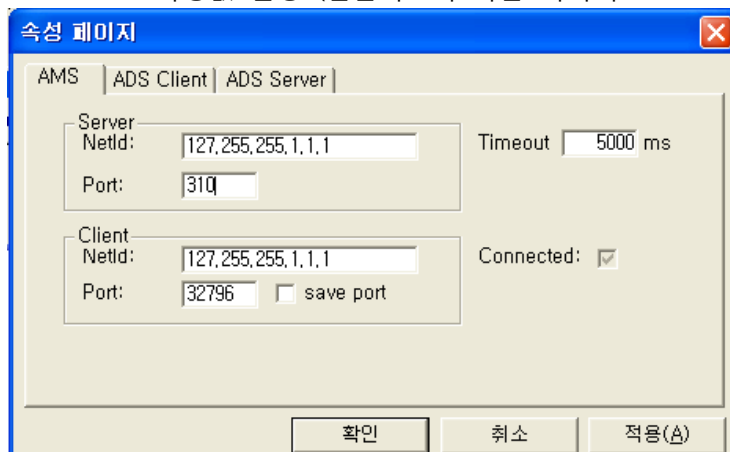 속성 페이지
AMS ADS Client ADS Server
Server
NetId: 127,255,255,1,1,1
Timeout 5000 ms
Port: 310
Client
NetId: 127,255,255,1,1,1
Connected:
Port: 32796 save port
확인 취소 적용(A)